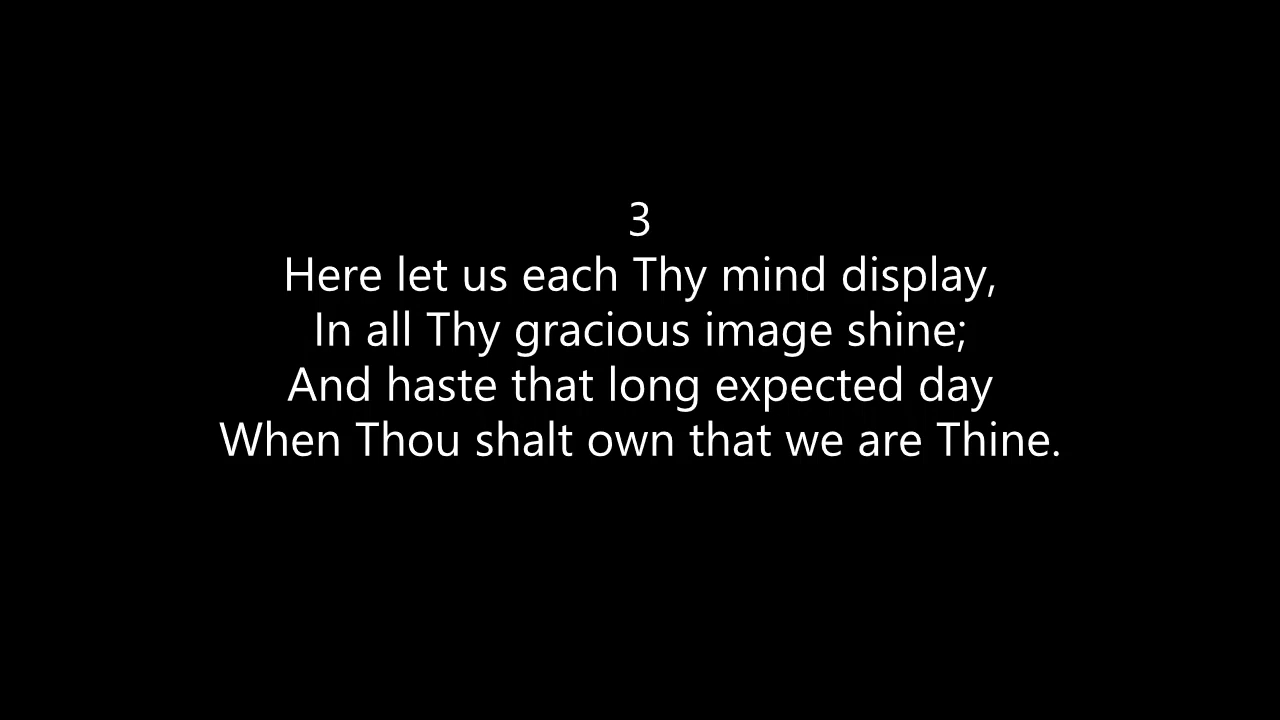 3
Here let us each Thy mind display,
In all Thy gracious image shine;
And haste that long expected day
When Thou shalt own that we are Thine.